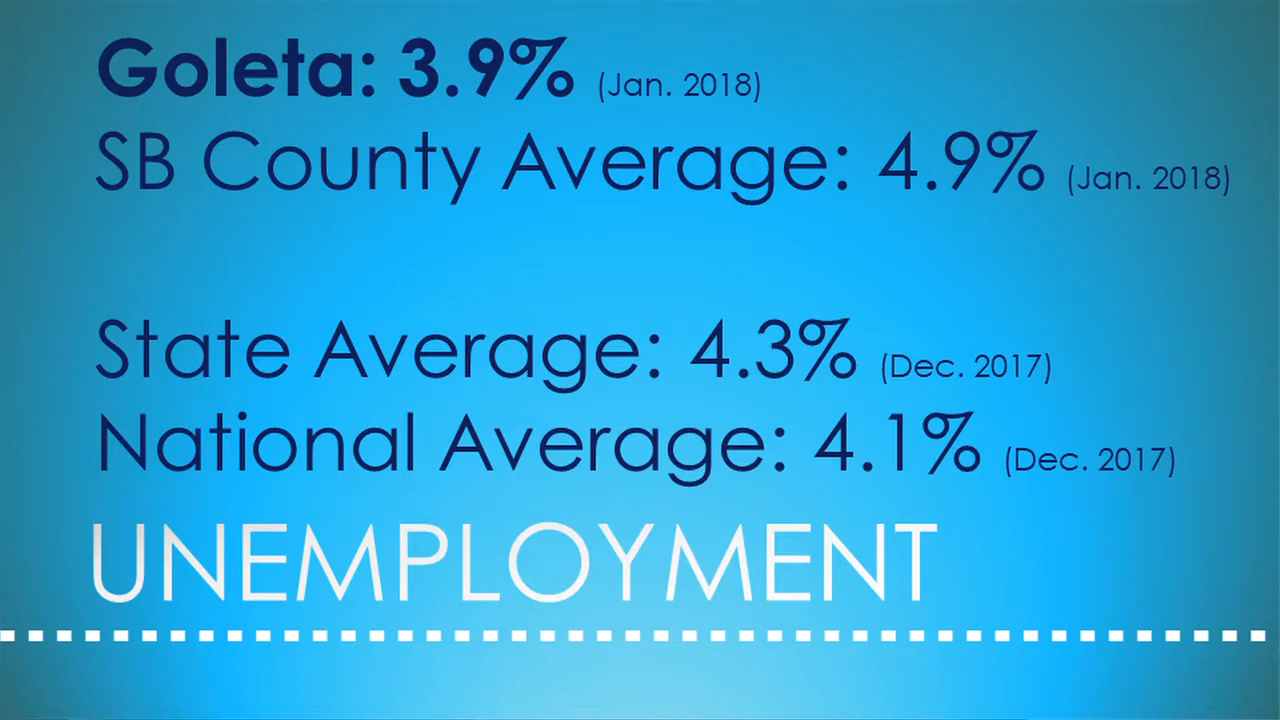 Goleta: 3.9% (Jan. 2018)
SB County Average: 4.9% (Jan. 2018)
State Average: 4.3% (Dec. 2017)
National Average: 4.1% (Dec. 2017)
UNEMPLOYMENT